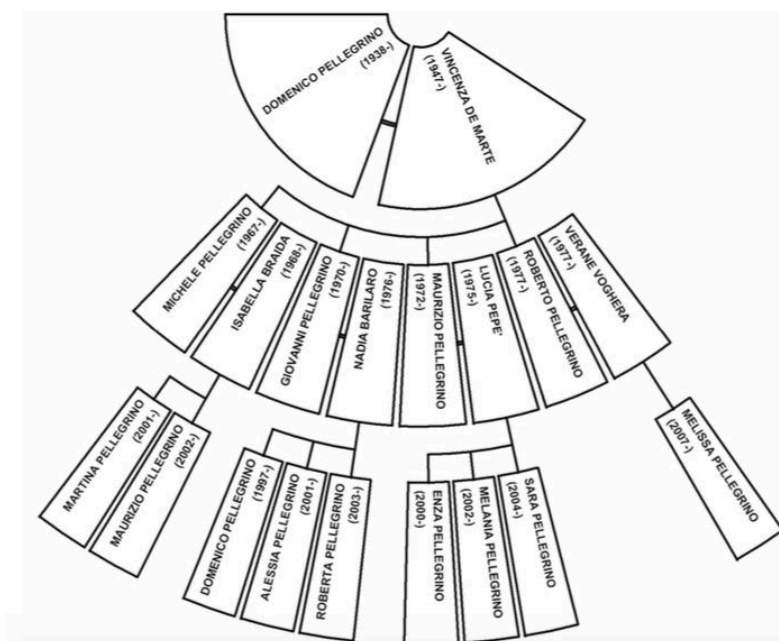 DOMENICO PELLEGRINO
(1938-)
VINCENZA DE MARTE
(1947-)
MICHELE PELLEGRINO
(1967-)
ISABELLA BRAIDA
(1968-)
GIOVANNI PELLEGRINO
(1970-)
NADIA BARILARO
(1976-)
MAURIZIO PELLEGRINO
(1972-)
LUCIA PEPE'
(1975-)
ROBERTO PELLEGRINO
(1977-)
VERANE VOGHERA
(1977-)
MARTINA PELLEGRINO
(2001-)
MAURIZIO PELLEGRINO
(2002-)
DOMENICO PELLEGRINO
(1997-)
ALESSIA PELLEGRINO
(2001-)
ROBERTA PELLEGRINO
(2003-)
ENZA PELLEGRINO
(2000-)
MELANIA PELLEGRINO
(2002-)
SARA PELLEGRINO
(2004-)
MELISSA PELLEGRINO
(2007-)